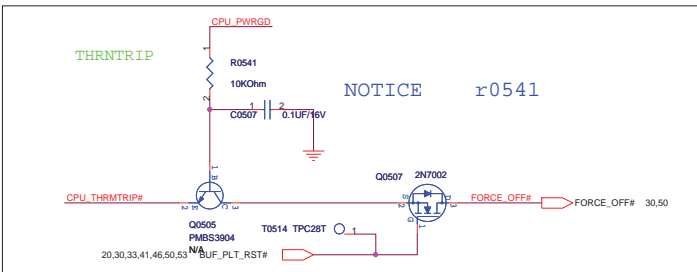 CPU_PWRGD
THRNTRIP
1
R0541
10KOhm
2
NOTICE r0541
C0507 1 2 0.1UF/16V
1
B
Q0507 2N7002
CPU_THRMTRIP#
2 E C 3
2 S D 3
G
1
FORCE_OFF#
FORCE_OFF# 30,50
Q0505
PMBS3904
N/A
T0514 TPC28T 1
20,30,33,41,46,50,53 BUF_PLT_RST#